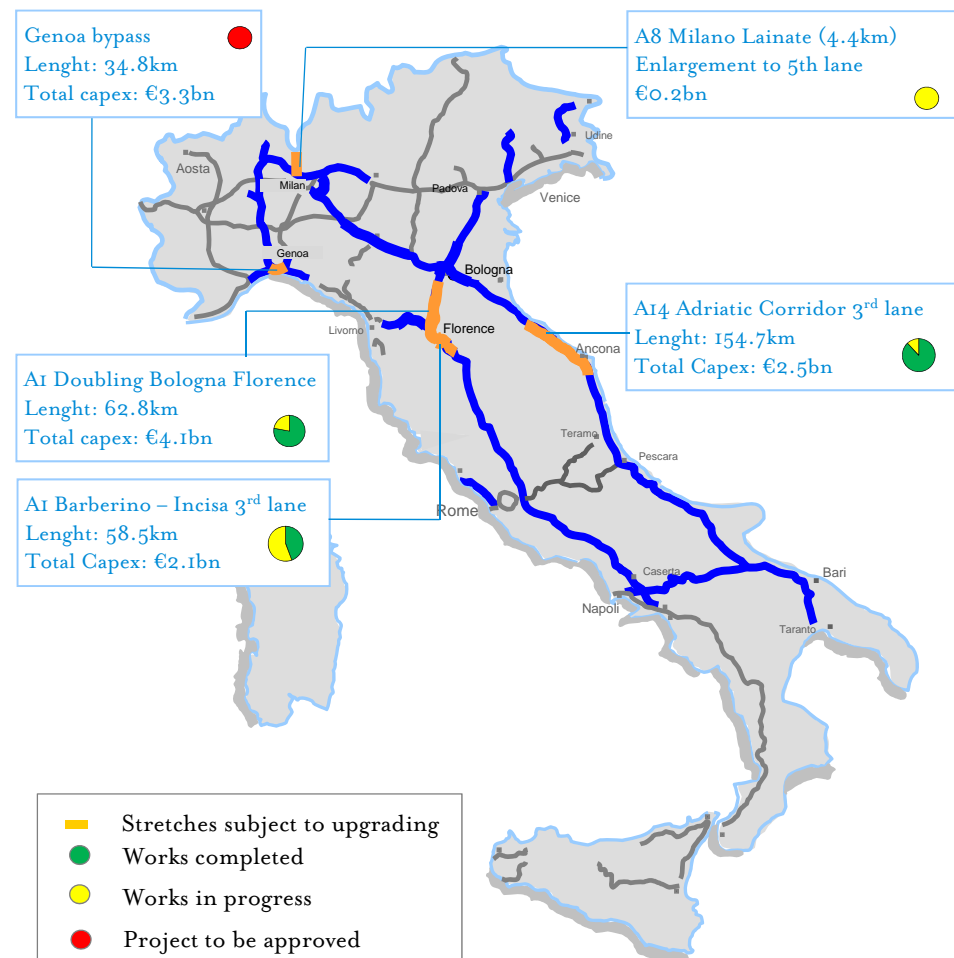 Genoa bypass
Lenght: 34.8km
Total capex: €3.3bn
A8 Milano Lainate (4.4km)
Enlargement to 5th lane
€0.2bn
Udine
Aosta
Milan
Padova
Venice
Genoa
Bologna
A14 Adriatic Corridor 3rd lane
Lenght: 154.7km
Total Capex: €2.5bn
Livorno
Florence
Ancona
A1 Doubling Bologna Florence
Lenght: 62.8km
Total capex: €4.1bn
Teramo
Pescara
A1 Barberino – Incisa 3rd lane
Lenght: 58.5km
Total Capex: €2.1bn
Rome
Caserta
Bari
Napoli
Taranto
Stretches subject to upgrading
Works completed
Works in progress
Project to be approved